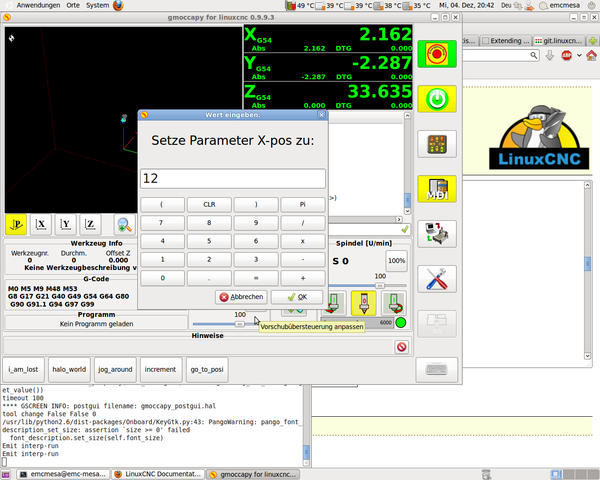 Anwendungen Orte System
49 °C 39 °C 39 °C 38 °C 35 °C Mi, 04. Dez, 20:42 Deu emcmesa
gmoccapy for linuxcnc 0.9.9.3
Extending ... git.linuxcn...
X G54 2.162
Abs 2.162 DTG 0.000
Y G54 -2.287
Abs -2.287 DTG 0.000
Z G54 33.635
Abs 0.000 DTG 0.000
Wert eingeben.
Setze Parameter X-pos zu:
12
( CLR ) Pi
7 8 9 /
4 5 6 x
1 2 3 -
0 . = +
Abbrechen OK
ABP
LinuxCNC
MDI
P X Y Z
Werkzeug Info
Werkzeugnr. Durchm. Offset Z
0 0 0
Keine Werkzeugbeschreibung v
G-Code
M0 M5 M9 M48 M53
G8 G17 G21 G40 G49 G54 G64 G80
G90 G91.1 G94 G97 G99
Spindel [U/min]
S 0 100%
100
6000
Programm
Kein Programm geladen
100
Vorschubübersteuerung anpassen
Hinweise
i_am_lost halo_world jog_around increment go_to_posi
et_value())
timeout 100
**** GSCREEN INFO: postgui filename: gmoccapy_postgui.hal
tool change False False 0
/usr/lib/python2.6/dist-packages/Onboard/KeyGtk.py:43: PangoWarning: pango_font_
description_set_size: assertion `size >= 0' failed
font_description.set_size(self.font_size)
Emit interp-run
Emit interp-run
emcmesa@emc-mesa... LinuxCNC Documentat... gmoccapy for linuxcnc...